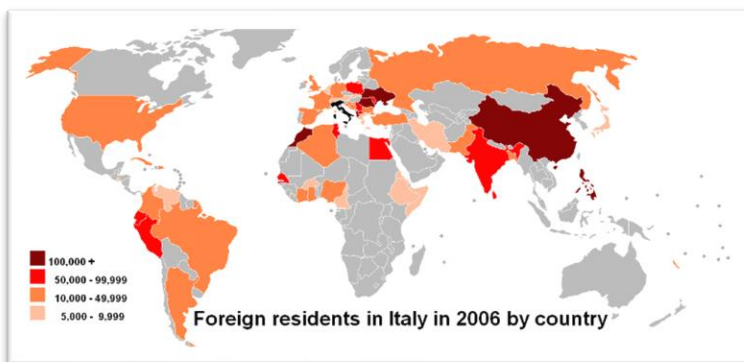 100,000 +
50,000 - 99,999
10,000 - 49,999
5,000 - 9,999
Foreign residents in Italy in 2006 by country